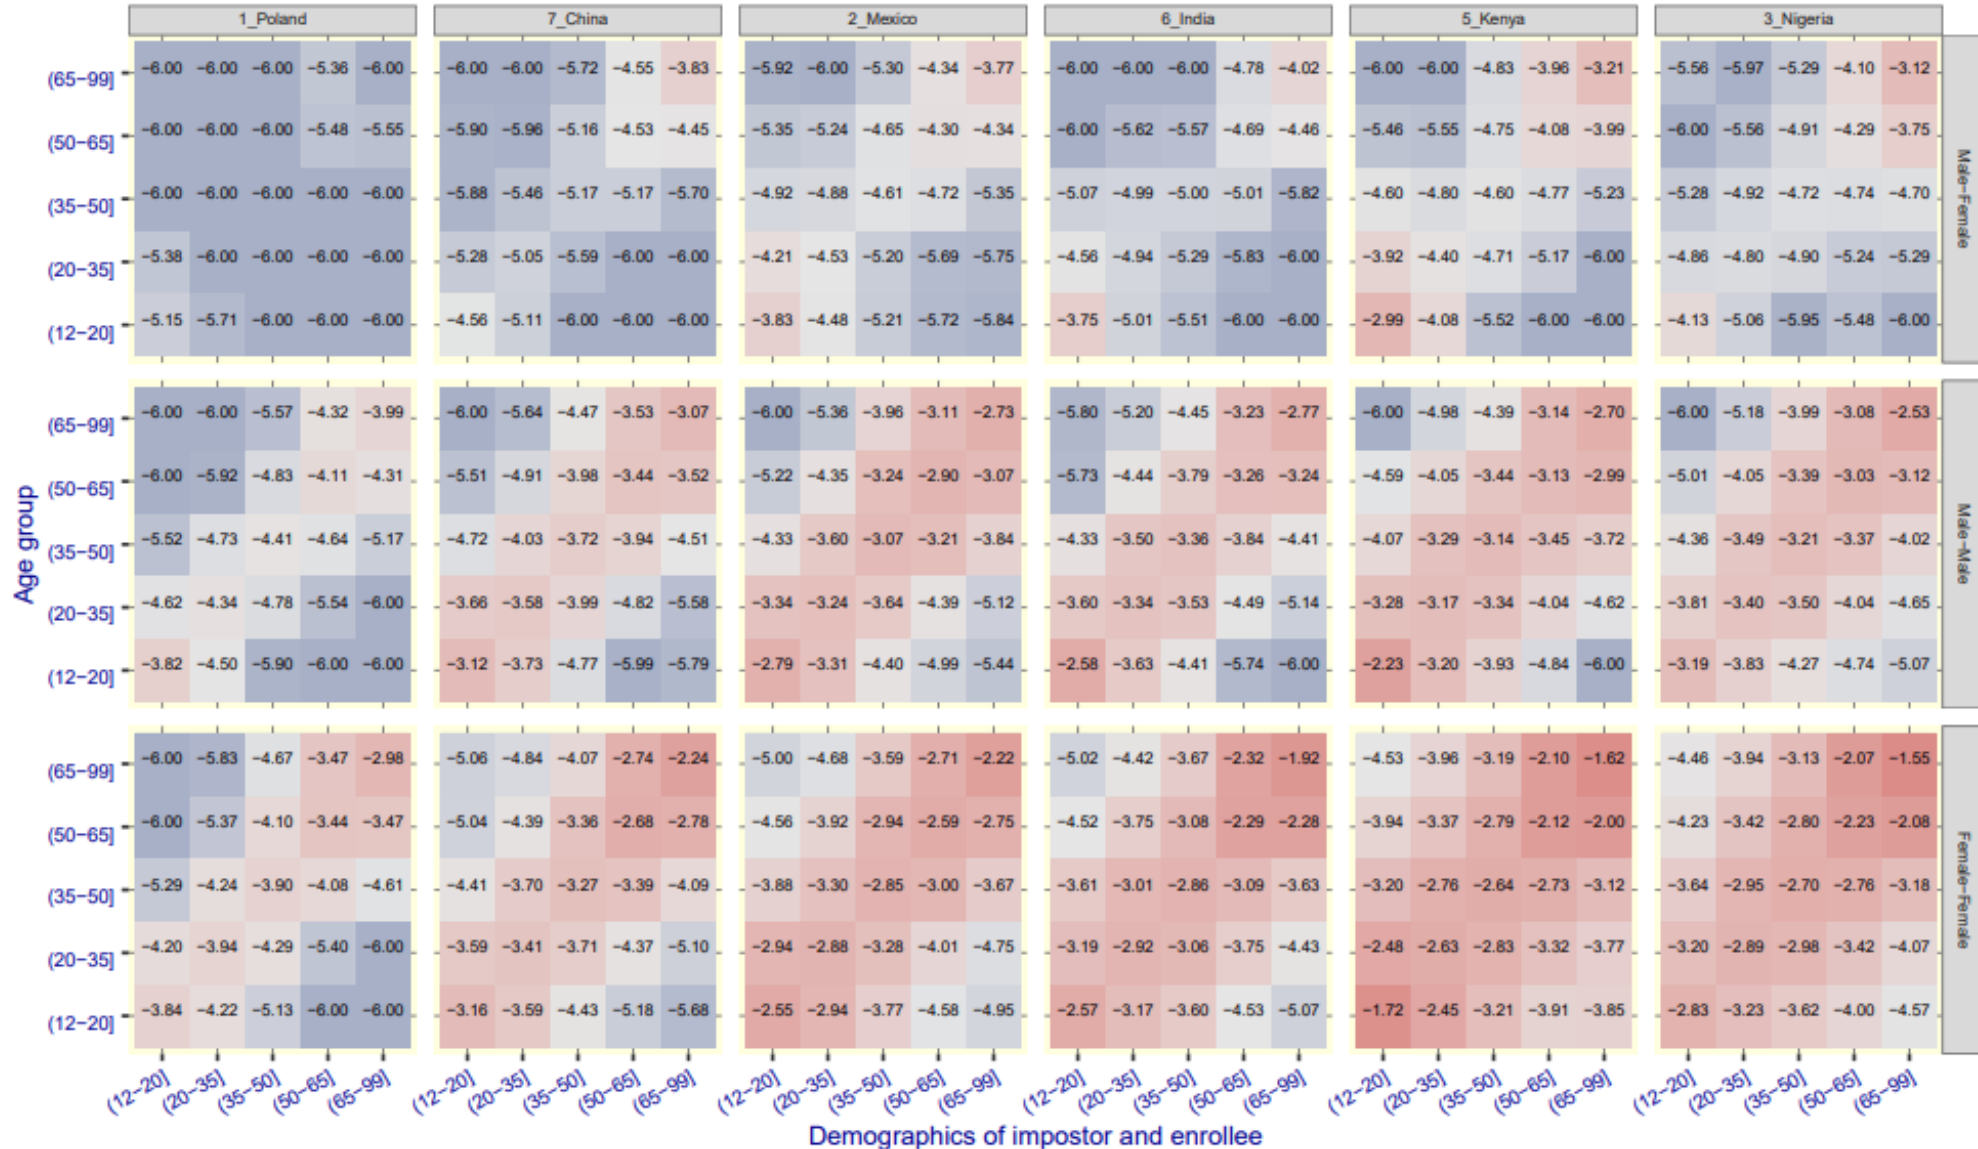 1_Poland 7_China 2_Mexico 6_India 5_Kenya 3_Nigeria
(65−99] −6.00 −6.00 −6.00 −5.36 −6.00 −6.00 −6.00 −5.72 −4.55 −3.83 −5.92 −6.00 −5.30 −4.34 −3.77 −6.00 −6.00 −6.00 −4.78 −4.02 −6.00 −6.00 −4.83 −3.96 −3.21 −5.56 −5.97 −5.29 −4.10 −3.12
(50−65] −6.00 −6.00 −6.00 −5.48 −5.55 −5.90 −5.96 −5.16 −4.53 −4.45 −5.35 −5.24 −4.65 −4.30 −4.34 −6.00 −5.62 −5.57 −4.69 −4.46 −5.46 −5.55 −4.75 −4.08 −3.99 −6.00 −5.56 −4.91 −4.29 −3.75
(35−50] −6.00 −6.00 −6.00 −6.00 −6.00 −5.88 −5.46 −5.17 −5.17 −5.70 −4.92 −4.88 −4.61 −4.72 −5.35 −5.07 −4.99 −5.00 −5.01 −5.82 −4.60 −4.80 −4.60 −4.77 −5.23 −5.28 −4.92 −4.72 −4.74 −4.70
(20−35] −5.38 −6.00 −6.00 −6.00 −6.00 −5.28 −5.05 −5.59 −6.00 −6.00 −4.21 −4.53 −5.20 −5.69 −5.75 −4.56 −4.94 −5.29 −5.83 −6.00 −3.92 −4.40 −4.71 −5.17 −6.00 −4.86 −4.80 −4.90 −5.24 −5.29
(12−20] −5.15 −5.71 −6.00 −6.00 −6.00 −4.56 −5.11 −6.00 −6.00 −6.00 −3.83 −4.48 −5.21 −5.72 −5.84 −3.75 −5.01 −5.51 −6.00 −6.00 −2.99 −4.08 −5.52 −6.00 −6.00 −4.13 −5.06 −5.95 −5.48 −6.00
Male−Female
(65−99] −6.00 −6.00 −5.57 −4.32 −3.99 −6.00 −5.64 −4.47 −3.53 −3.07 −6.00 −5.36 −3.96 −3.11 −2.73 −5.80 −5.20 −4.45 −3.23 −2.77 −6.00 −4.98 −4.39 −3.14 −2.70 −6.00 −5.18 −3.99 −3.08 −2.53
(50−65] −6.00 −5.92 −4.83 −4.11 −4.31 −5.51 −4.91 −3.98 −3.44 −3.52 −5.22 −4.35 −3.24 −2.90 −3.07 −5.73 −4.44 −3.79 −3.26 −3.24 −4.59 −4.05 −3.44 −3.13 −2.99 −5.01 −4.05 −3.39 −3.03 −3.12
(35−50] −5.52 −4.73 −4.41 −4.64 −5.17 −4.72 −4.03 −3.72 −3.94 −4.51 −4.33 −3.60 −3.07 −3.21 −3.84 −4.33 −3.50 −3.36 −3.84 −4.41 −4.07 −3.29 −3.14 −3.45 −3.72 −4.36 −3.49 −3.21 −3.37 −4.02
(20−35] −4.62 −4.34 −4.78 −5.54 −6.00 −3.66 −3.58 −3.99 −4.82 −5.58 −3.34 −3.24 −3.64 −4.39 −5.12 −3.60 −3.34 −3.53 −4.49 −5.14 −3.28 −3.17 −3.34 −4.04 −4.62 −3.81 −3.40 −3.50 −4.04 −4.65
(12−20] −3.82 −4.50 −5.90 −6.00 −6.00 −3.12 −3.73 −4.77 −5.99 −5.79 −2.79 −3.31 −4.40 −4.99 −5.44 −2.58 −3.63 −4.41 −5.74 −6.00 −2.23 −3.20 −3.93 −4.84 −6.00 −3.19 −3.83 −4.27 −4.74 −5.07
Male−Male
Age group
(65−99] −6.00 −5.83 −4.67 −3.47 −2.98 −5.06 −4.84 −4.07 −2.74 −2.24 −5.00 −4.68 −3.59 −2.71 −2.22 −5.02 −4.42 −3.67 −2.32 −1.92 −4.53 −3.96 −3.19 −2.10 −1.62 −4.46 −3.94 −3.13 −2.07 −1.55
(50−65] −6.00 −5.37 −4.10 −3.44 −3.47 −5.04 −4.39 −3.36 −2.68 −2.78 −4.56 −3.92 −2.94 −2.59 −2.75 −4.52 −3.75 −3.08 −2.29 −2.28 −3.94 −3.37 −2.79 −2.12 −2.00 −4.23 −3.42 −2.80 −2.23 −2.08
(35−50] −5.29 −4.24 −3.90 −4.08 −4.61 −4.41 −3.70 −3.27 −3.39 −4.09 −3.88 −3.30 −2.85 −3.00 −3.67 −3.61 −3.01 −2.86 −3.09 −3.63 −3.20 −2.76 −2.64 −2.73 −3.12 −3.64 −2.95 −2.70 −2.76 −3.18
(20−35] −4.20 −3.94 −4.29 −5.40 −6.00 −3.59 −3.41 −3.71 −4.37 −5.10 −2.94 −2.88 −3.28 −4.01 −4.75 −3.19 −2.92 −3.06 −3.75 −4.43 −2.48 −2.63 −2.83 −3.32 −3.77 −3.20 −2.89 −2.98 −3.42 −4.07
(12−20] −3.84 −4.22 −5.13 −6.00 −6.00 −3.16 −3.59 −4.43 −5.18 −5.68 −2.55 −2.94 −3.77 −4.58 −4.95 −2.57 −3.17 −3.60 −4.53 −5.07 −1.72 −2.45 −3.21 −3.91 −3.85 −2.83 −3.23 −3.62 −4.00 −4.57
Female−Female
(12−20] (20−35] (35−50] (50−65] (65−99] (12−20] (20−35] (35−50] (50−65] (65−99] (12−20] (20−35] (35−50] (50−65] (65−99] (12−20] (20−35] (35−50] (50−65] (65−99] (12−20] (20−35] (35−50] (50−65] (65−99] (12−20] (20−35] (35−50] (50−65] (65−99]
Demographics of impostor and enrollee